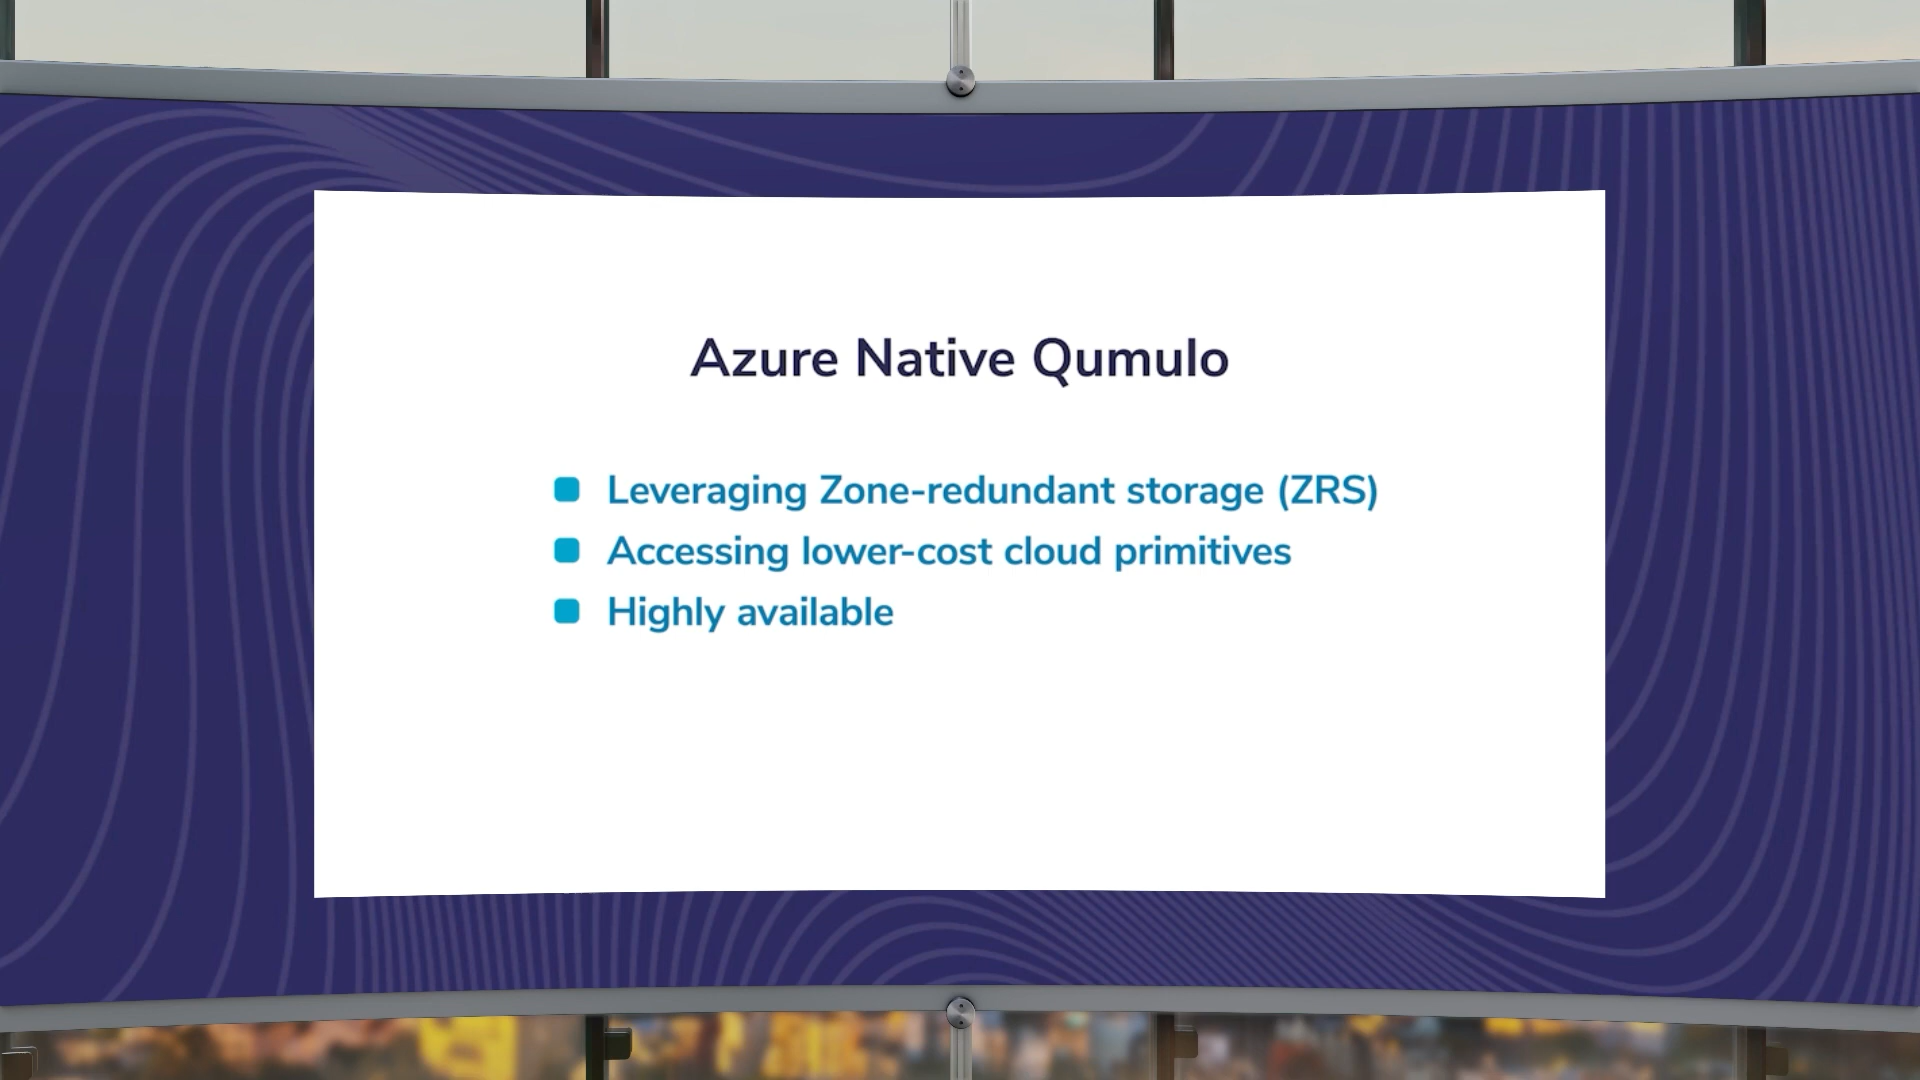 Azure Native Qumulo
Leveraging Zone-redundant storage (ZRS)
Accessing lower-cost cloud primitives
Highly available